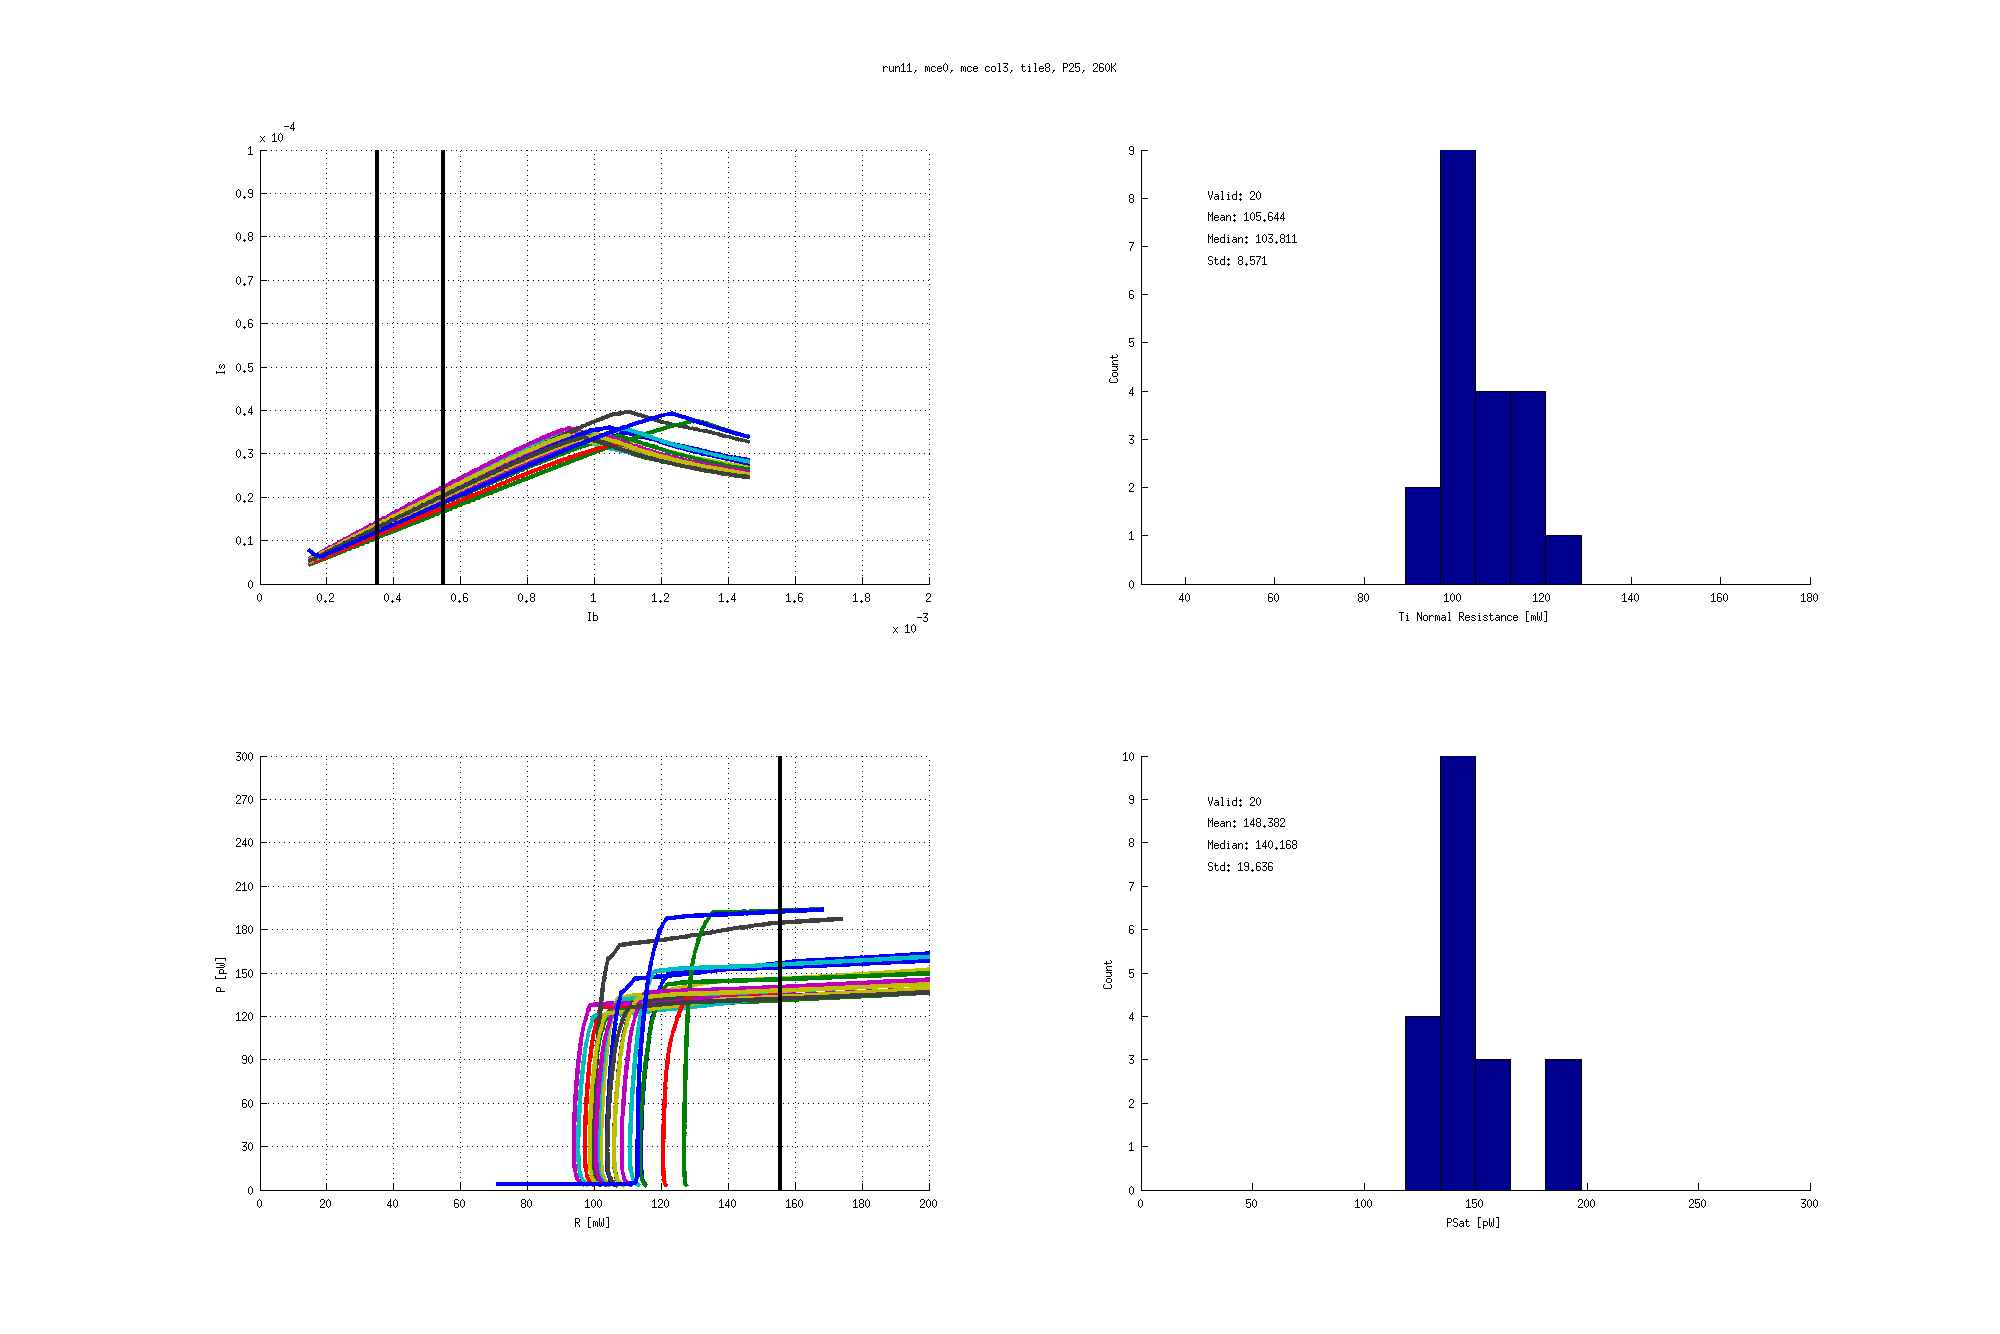 run11, mce0, mce col3, tile8, P25, 260K
x 10
-4
1
0.9
0.8
0.7
0.6
0.5
0.4
0.3
0.2
0.1
0
Is
0 0.2 0.4 0.6 0.8 1 1.2 1.4 1.6 1.8 2
Ib
x 10
-3
9
8
7
6
5
4
3
2
1
0
Count
Valid: 20
Mean: 105.644
Median: 103.811
Std: 8.571
40 60 80 100 120 140 160 180
Ti Normal Resistance [mW]
300
270
240
210
180
150
120
90
60
30
0
P [pW]
0 20 40 60 80 100 120 140 160 180 200
R [mW]
10
9
8
7
6
5
4
3
2
1
0
Count
Valid: 20
Mean: 148.382
Median: 140.168
Std: 19.636
0 50 100 150 200 250 300
PSat [pW]